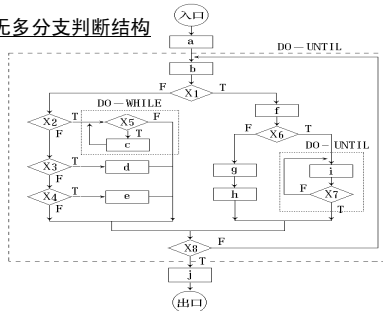 无多分支判断结构
入口
a
DO-UNTIL
b
F X1 T
DO-WHILE
f
X2 T X5 F
F T
c
F X6 T
DO-UNTIL
X3 T d
F
g
i
X4 T e
F
h
F X7
T
X8 F
T
j
出口